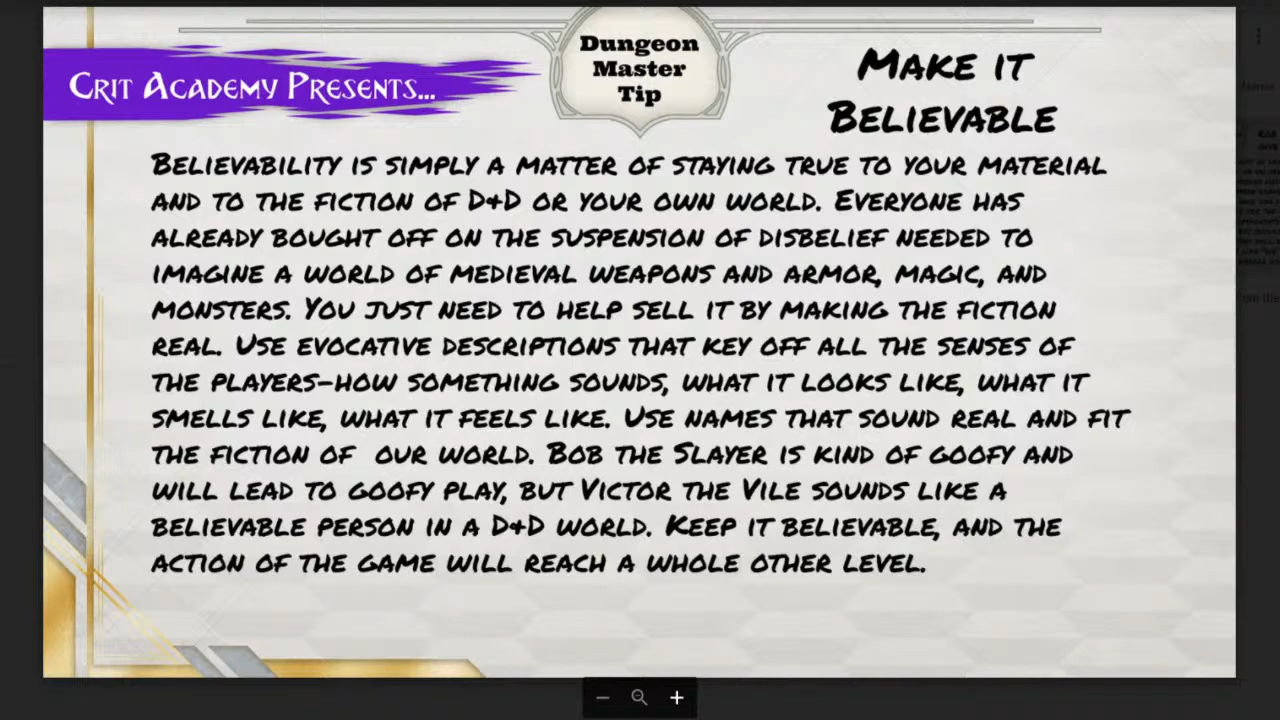 Crit Academy Presents...
Dungeon
Master
Tip
Make it
Believable
Believability is simply a matter of staying true to your material
and to the fiction of D&D or your own world. Everyone has
already bought off on the suspension of disbelief needed to
imagine a world of medieval weapons and armor, magic, and
monsters. You just need to help sell it by making the fiction
real. Use evocative descriptions that key off all the senses of
the players-how something sounds, what it looks like, what it
smells like, what it feels like. Use names that sound real and fit
the fiction of our world. Bob the Slayer is kind of goofy and
will lead to goofy play, but Victor the Vile sounds like a
believable person in a D&D world. Keep it believable, and the
action of the game will reach a whole other level.